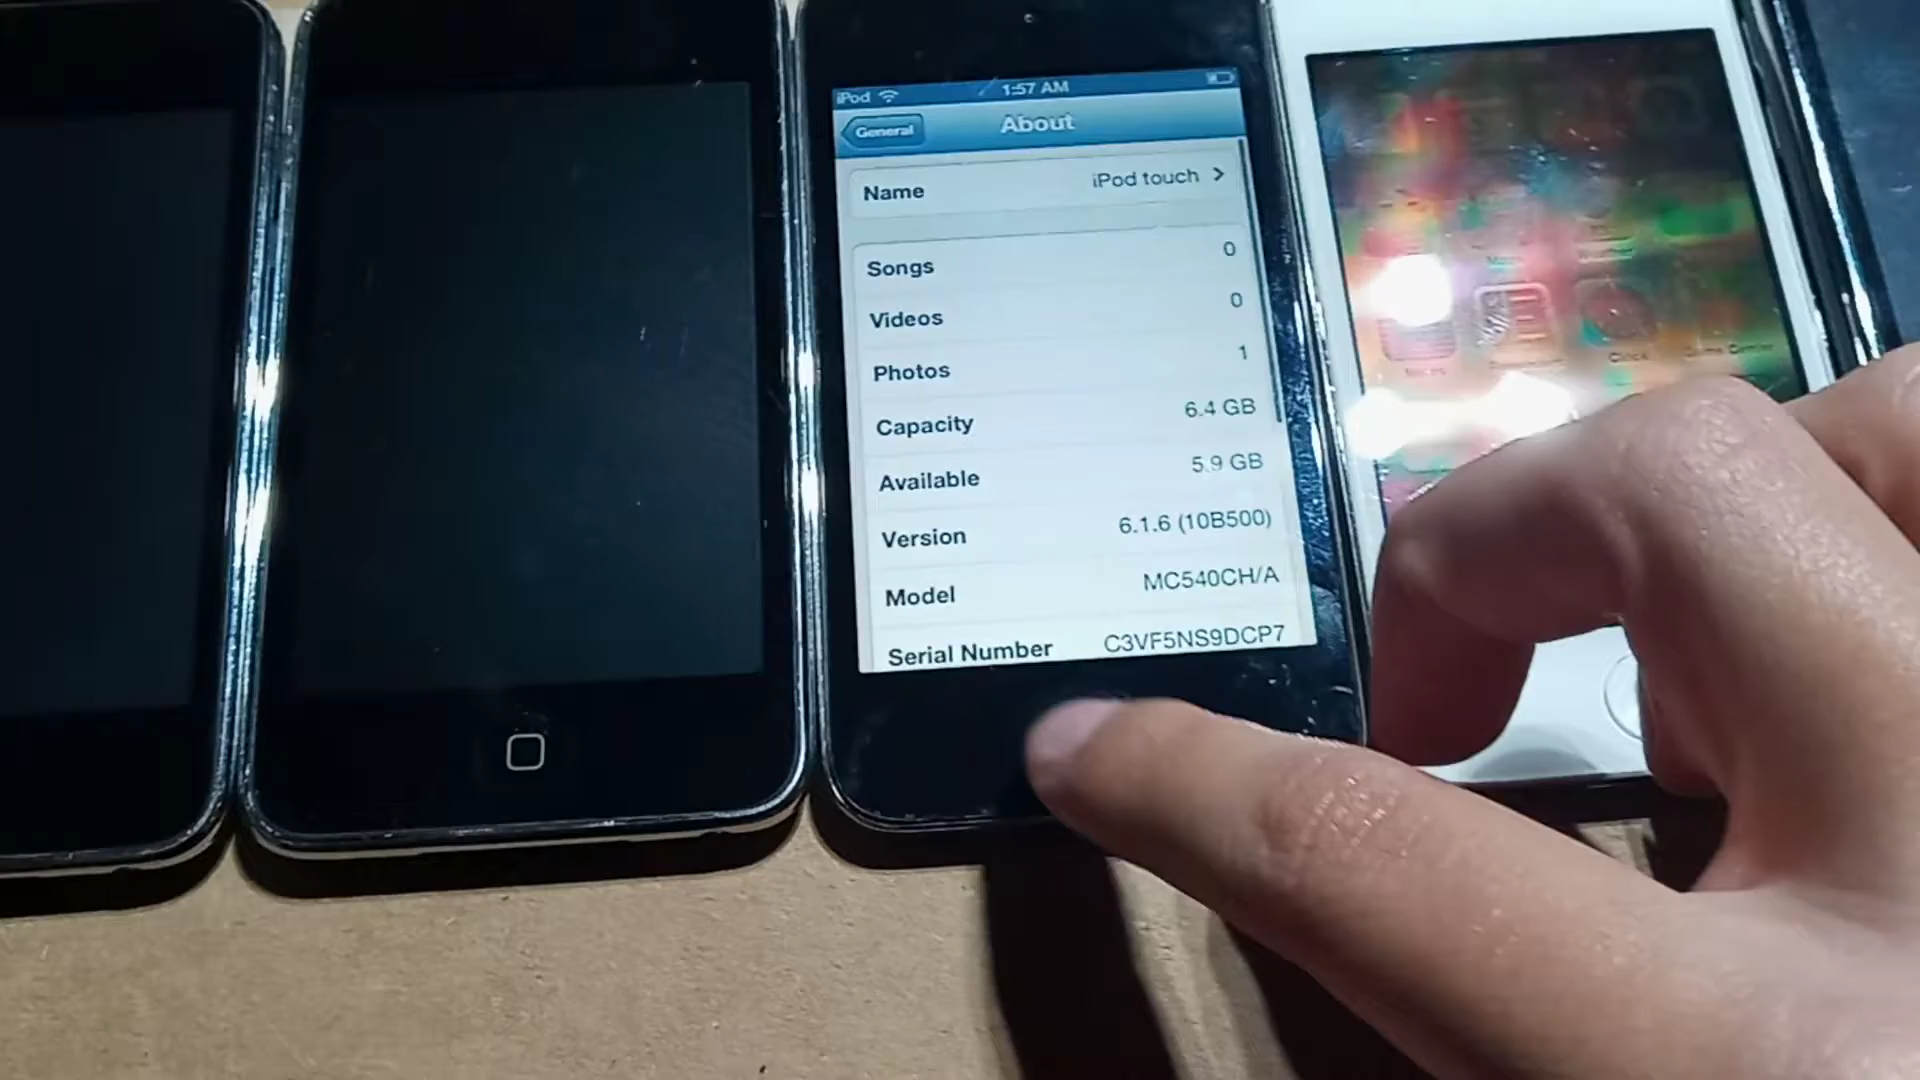 iPod 1:57 AM
General About
Name iPod touch
Songs 0
Videos 0
Photos 1
Capacity 6.4 GB
Available 5.9 GB
Version 6.1.6 (10B500)
Model MC540CH/A
Serial Number C3VF5NS9DCP7
Clock